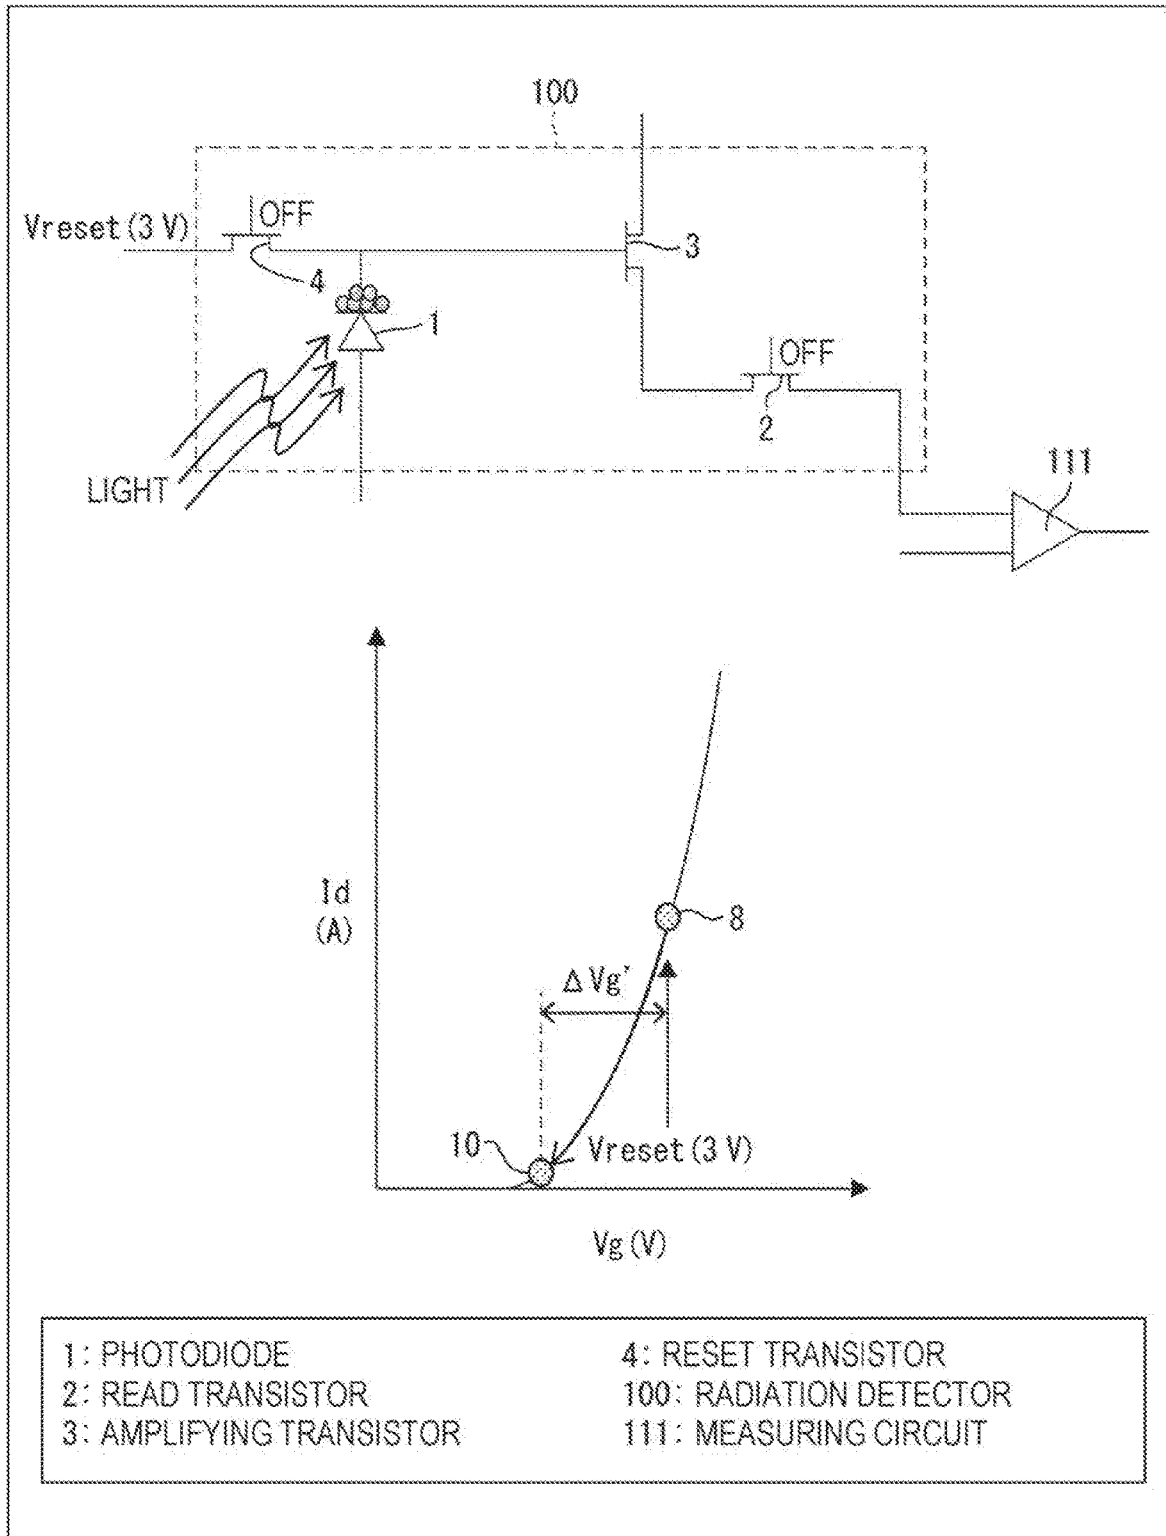 100
Vreset (3 V)
OFF
4
3
1
OFF
2
LIGHT
111
Id
(A)
8
Δ Vg'
10
Vreset (3 V)
Vg (V)
1: PHOTODIODE
2: READ TRANSISTOR
3: AMPLIFYING TRANSISTOR
4: RESET TRANSISTOR
100: RADIATION DETECTOR
111: MEASURING CIRCUIT